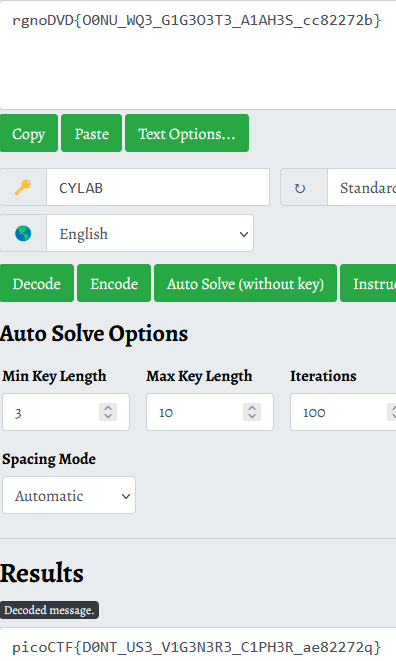 rgnoDVD{O0NU_WQ3_G1G3O3T3_A1AH3S_cc82272b}
Copy Paste Text Options...
CYLAB Standard
English
Decode Encode Auto Solve (without key) Instruc
Auto Solve Options
Min Key Length Max Key Length Iterations
3 10 100
Spacing Mode
Automatic
Results
Decoded message.
picoCTF{D0NT_US3_V1G3N3R3_C1PH3R_ae82272q}